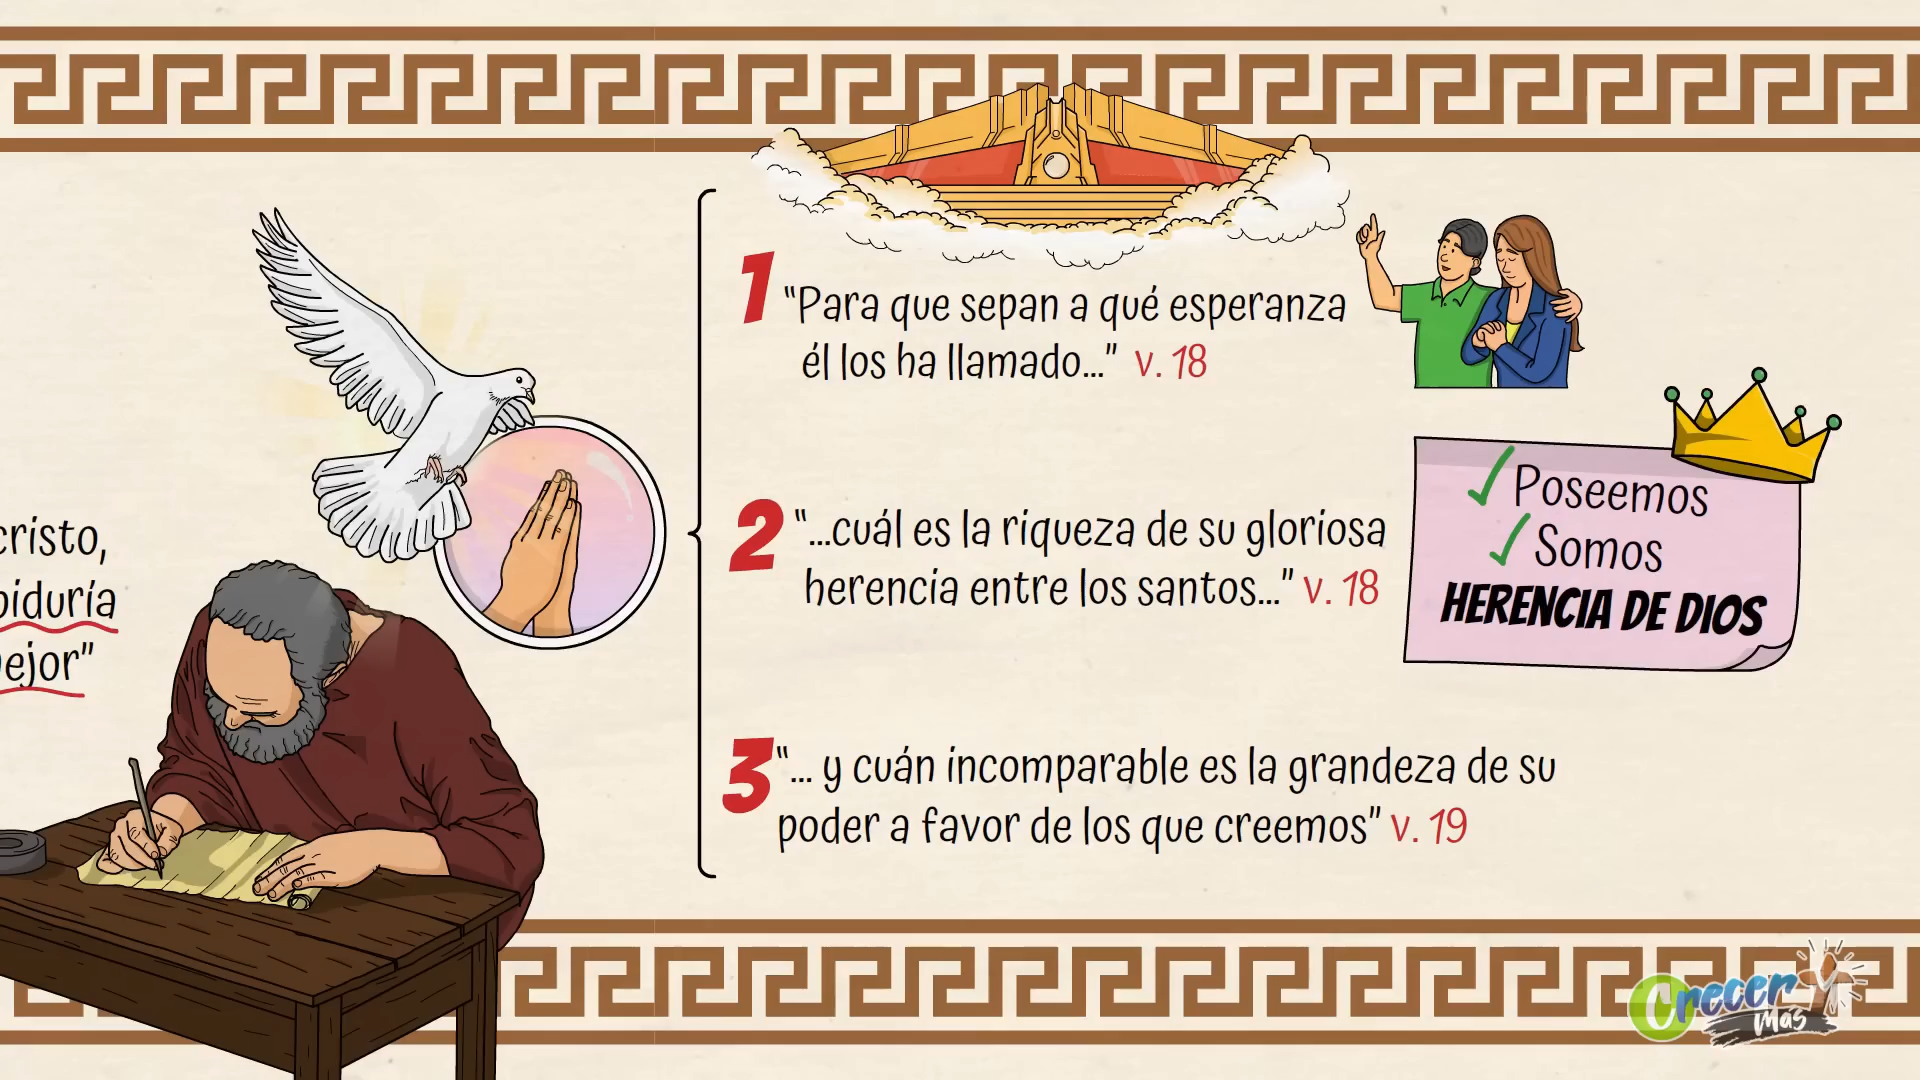 cristo,
biduría
ejor"
1 "Para que sepan a qué esperanza
él los ha llamado..." v. 18
2 "...cuál es la riqueza de su gloriosa
herencia entre los santos..." v. 18
✓ Poseemos
✓ Somos
HERENCIA DE DIOS
3 "... y cuán incomparable es la grandeza de su
poder a favor de los que creemos" v. 19
Crecer
Más